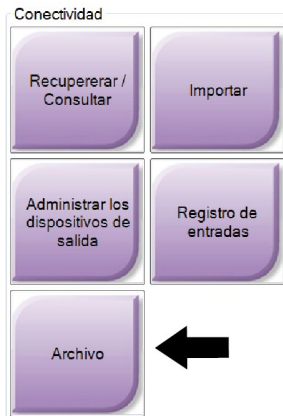 Conectividad
Recupererar /
Consultar
Importar
Administrar los
dispositivos de
salida
Registro de
entradas
Archivo